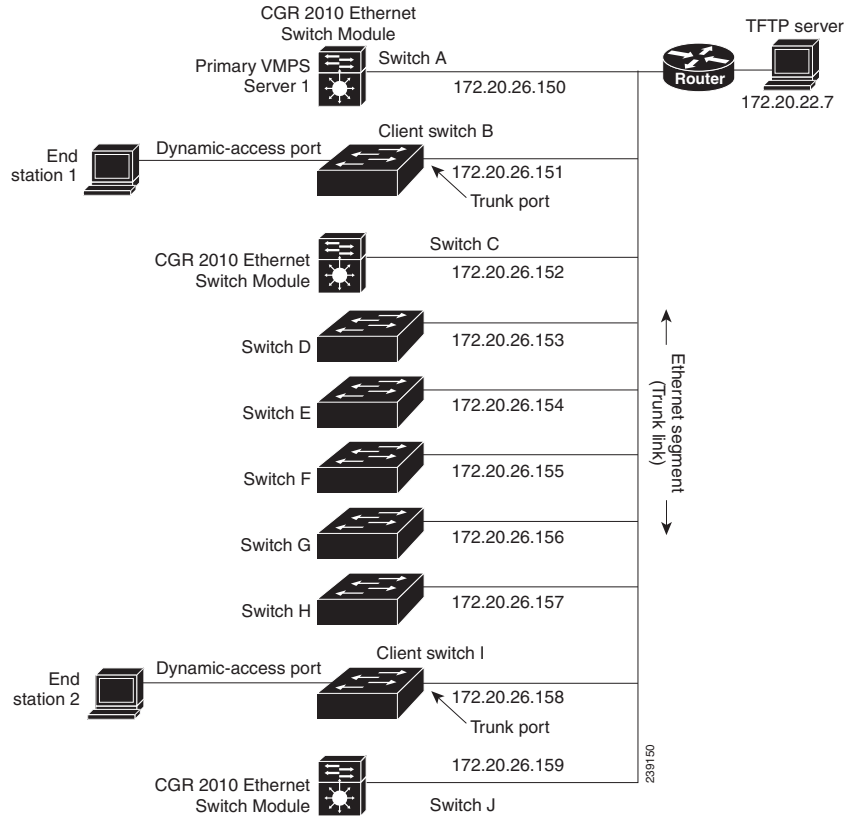 CGR 2010 Ethernet
Switch Module
Primary VMPS
Server 1
Switch A
172.20.26.150
Router
TFTP server
172.20.22.7
End
station 1
Dynamic-access port
Client switch B
172.20.26.151
Trunk port
CGR 2010 Ethernet
Switch Module
Switch C
172.20.26.152
Switch D
172.20.26.153
Switch E
172.20.26.154
Switch F
172.20.26.155
Switch G
172.20.26.156
Switch H
172.20.26.157
Ethernet segment
(Trunk link)
End
station 2
Dynamic-access port
Client switch I
172.20.26.158
Trunk port
CGR 2010 Ethernet
Switch Module
172.20.26.159
Switch J
239150